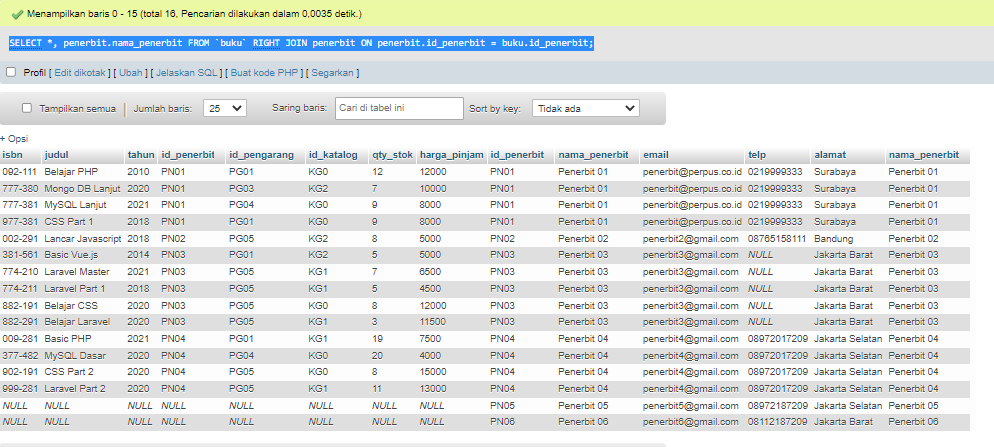 Menampilkan baris 0 - 15 (total 16, Pencarian dilakukan dalam 0,0035 detik.)
SELECT *, penerbit.nama_penerbit FROM `buku` RIGHT JOIN penerbit ON penerbit.id_penerbit = buku.id_penerbit;
Profil [ Edit dikotak ] [ Ubah ] [ Jelaskan SQL ] [ Buat kode PHP ] [ Segarkan ]
Tampilkan semua Jumlah baris: 25 Saring baris: Cari di tabel ini Sort by key: Tidak ada
+ Opsi
isbn judul tahun id_penerbit id_pengarang id_katalog qty_stok harga_pinjam id_penerbit nama_penerbit email telp alamat nama_penerbit
092-111 Belajar PHP 2010 PN01 PG01 KG0 12 12000 PN01 Penerbit 01 penerbit@perpus.co.id 0219999333 Surabaya Penerbit 01
777-380 Mongo DB Lanjut 2020 PN01 PG03 KG2 7 10000 PN01 Penerbit 01 penerbit@perpus.co.id 0219999333 Surabaya Penerbit 01
777-381 MySQL Lanjut 2021 PN01 PG04 KG0 9 8000 PN01 Penerbit 01 penerbit@perpus.co.id 0219999333 Surabaya Penerbit 01
977-381 CSS Part 1 2018 PN01 PG01 KG0 9 8000 PN01 Penerbit 01 penerbit@perpus.co.id 0219999333 Surabaya Penerbit 01
002-291 Lancar Javascript 2018 PN02 PG05 KG2 8 5000 PN02 Penerbit 02 penerbit2@gmail.com 08765158111 Bandung Penerbit 02
381-561 Basic Vue.js 2014 PN03 PG01 KG2 5 5000 PN03 Penerbit 03 penerbit3@gmail.com NULL Jakarta Barat Penerbit 03
774-210 Laravel Master 2021 PN03 PG05 KG1 7 6500 PN03 Penerbit 03 penerbit3@gmail.com NULL Jakarta Barat Penerbit 03
774-211 Laravel Part 1 2018 PN03 PG05 KG1 5 4500 PN03 Penerbit 03 penerbit3@gmail.com NULL Jakarta Barat Penerbit 03
882-191 Belajar CSS 2020 PN03 PG05 KG0 8 12000 PN03 Penerbit 03 penerbit3@gmail.com NULL Jakarta Barat Penerbit 03
882-291 Belajar Laravel 2020 PN03 PG05 KG1 3 11500 PN03 Penerbit 03 penerbit3@gmail.com NULL Jakarta Barat Penerbit 03
009-281 Basic PHP 2021 PN04 PG01 KG1 19 7500 PN04 Penerbit 04 penerbit4@gmail.com 08972017209 Jakarta Selatan Penerbit 04
377-482 MySQL Dasar 2020 PN04 PG04 KG0 20 4000 PN04 Penerbit 04 penerbit4@gmail.com 08972017209 Jakarta Selatan Penerbit 04
902-191 CSS Part 2 2020 PN04 PG05 KG0 8 15000 PN04 Penerbit 04 penerbit4@gmail.com 08972017209 Jakarta Selatan Penerbit 04
999-281 Laravel Part 2 2020 PN04 PG05 KG1 11 13000 PN04 Penerbit 04 penerbit4@gmail.com 08972017209 Jakarta Selatan Penerbit 04
NULL NULL NULL NULL NULL NULL NULL NULL PN05 Penerbit 05 penerbit5@gmail.com 08972187209 Jakarta Selatan Penerbit 05
NULL NULL NULL NULL NULL NULL NULL NULL PN06 Penerbit 06 penerbit6@gmail.com 08112187209 Jakarta Barat Penerbit 06